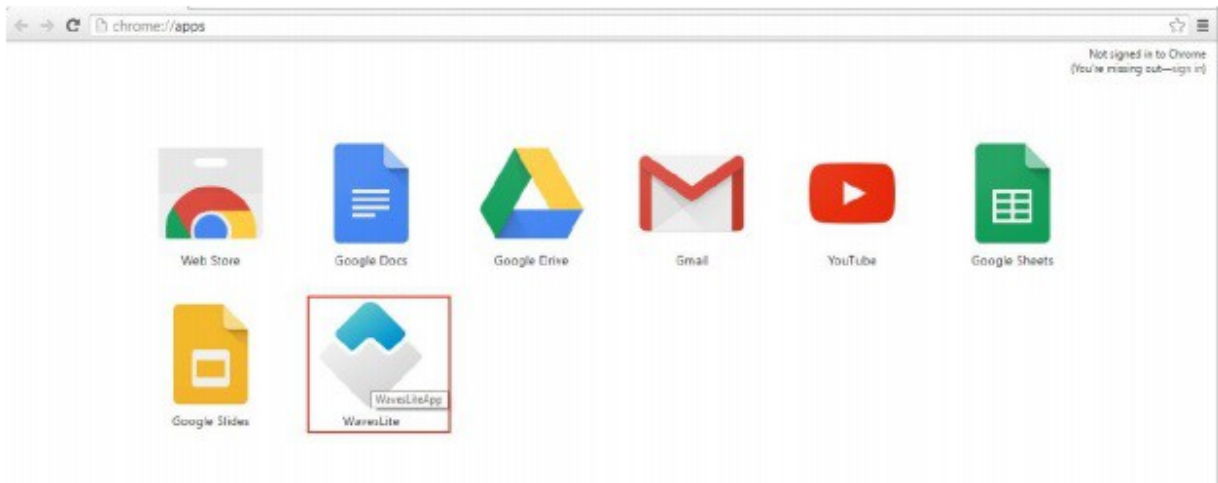 chrome://apps
Not signed in to Chrome
(You're missing out—sign in)
Web Store
Google Docs
Google Drive
Gmail
YouTube
Google Sheets
Google Slides
WavesLiteApp
WavesLite